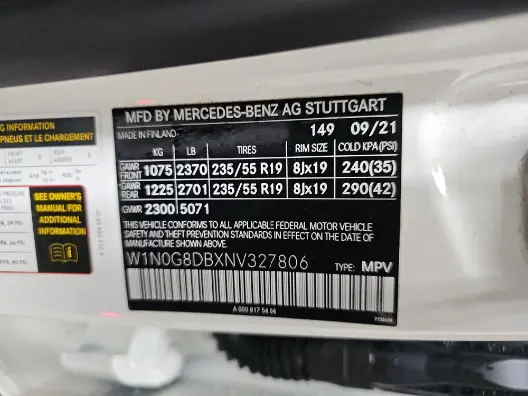 MFD BY MERCEDES-BENZ AG STUTTGART
MADE IN FINLAND 149 09/21
KG LB TIRES RIM SIZE COLD KPA(PSI)
GAWR FRONT 1075 2370 235/55 R19 8Jx19 240(35)
GAWR REAR 1225 2701 235/55 R19 8Jx19 290(42)
GVWR 2300 5071
THIS VEHICLE CONFORMS TO ALL APPLICABLE FEDERAL MOTOR VEHICLE
SAFETY AND THEFT PREVENTION STANDARDS IN EFFECT ON THE DATE OF
MANUFACTURE SHOWN ABOVE.
W1N0G8DBXNV327806 TYPE: MPV
A 000 817 54 04
G INFORMATION
PNEUS ET LE CHARGEMENT
SEE OWNER'S
MANUAL FOR
ADDITIONAL
INFORMATION